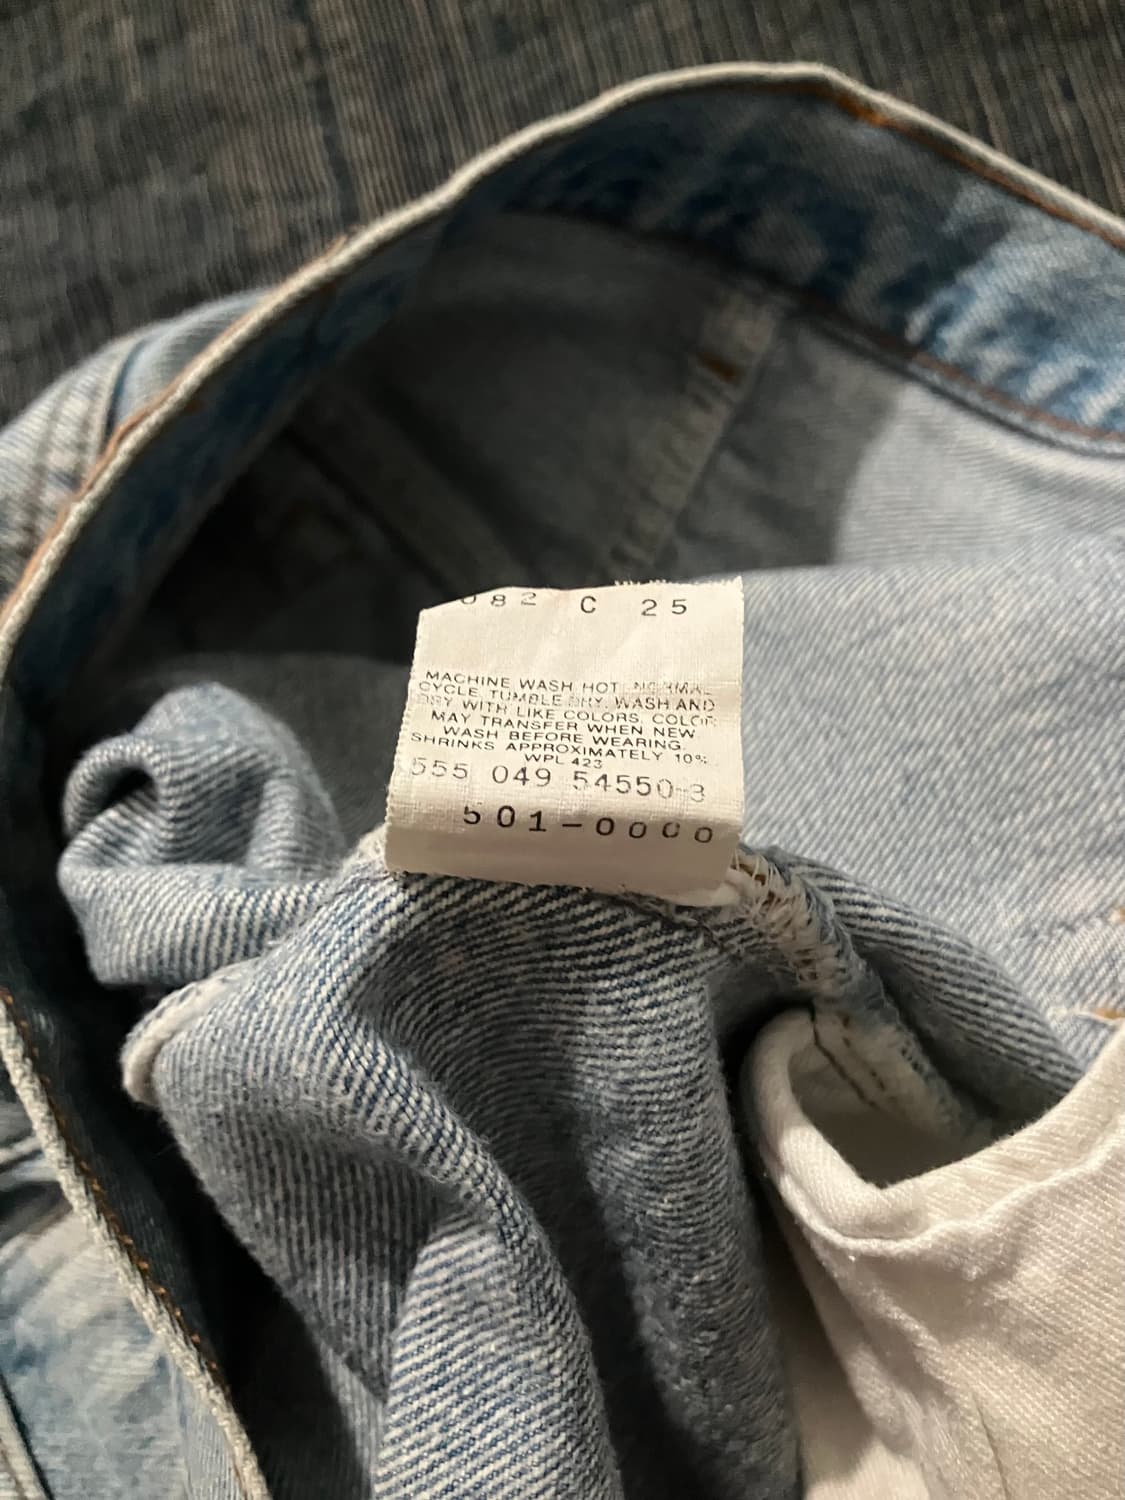 82 C 25
MACHINE WASH HOT NORMAL
CYCLE TUMBLE DRY. WASH AND
DRY WITH LIKE COLORS, COLOR
MAY TRANSFER WHEN NEW
WASH BEFORE WEARING.
SHRINKS APPROXIMATELY 10%
WPL 423
555 049 54550-3
501-0000